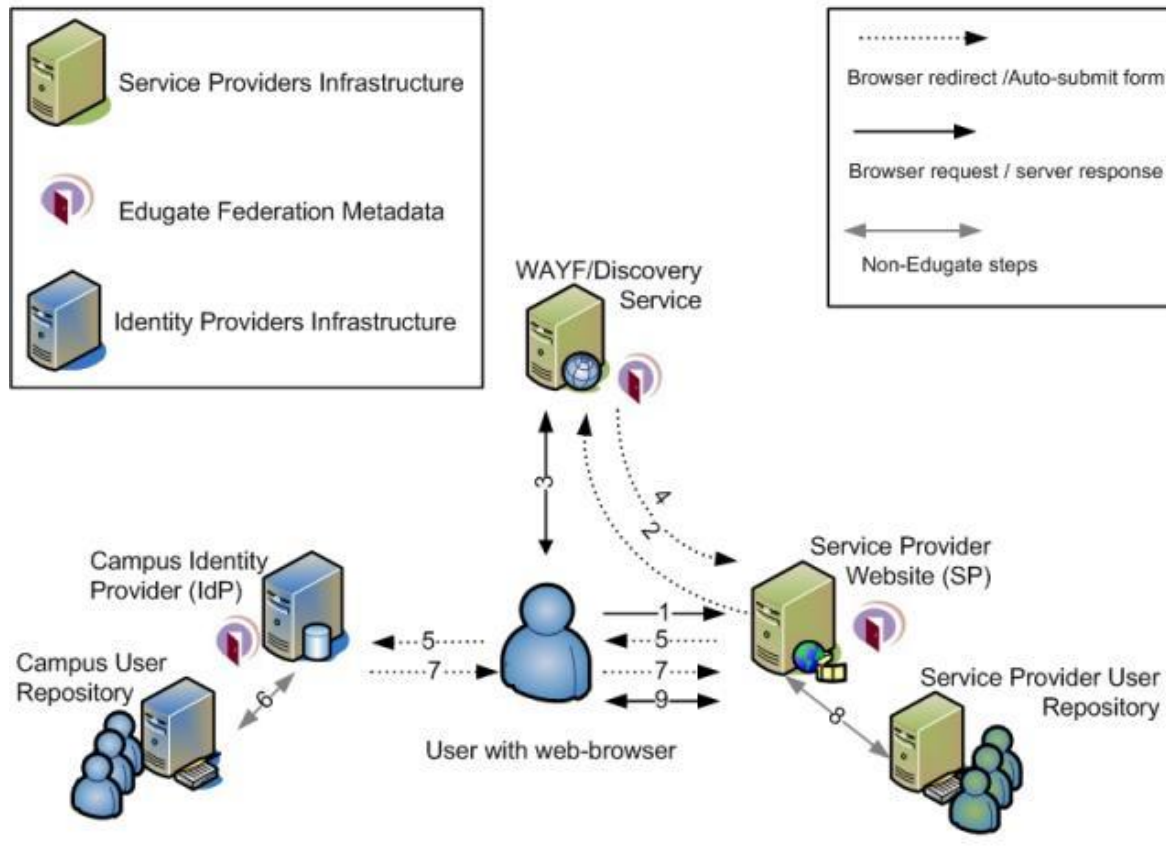 Service Providers Infrastructure
Edugate Federation Metadata
Identity Providers Infrastructure
Browser redirect /Auto-submit form
Browser request / server response
Non-Edugate steps
WAYF/Discovery
Service
3
4
2
Campus Identity
Provider (IdP)
Service Provider
Website (SP)
1
5
5
7
7
9
Campus User
Repository
6
8
Service Provider User
Repository
User with web-browser